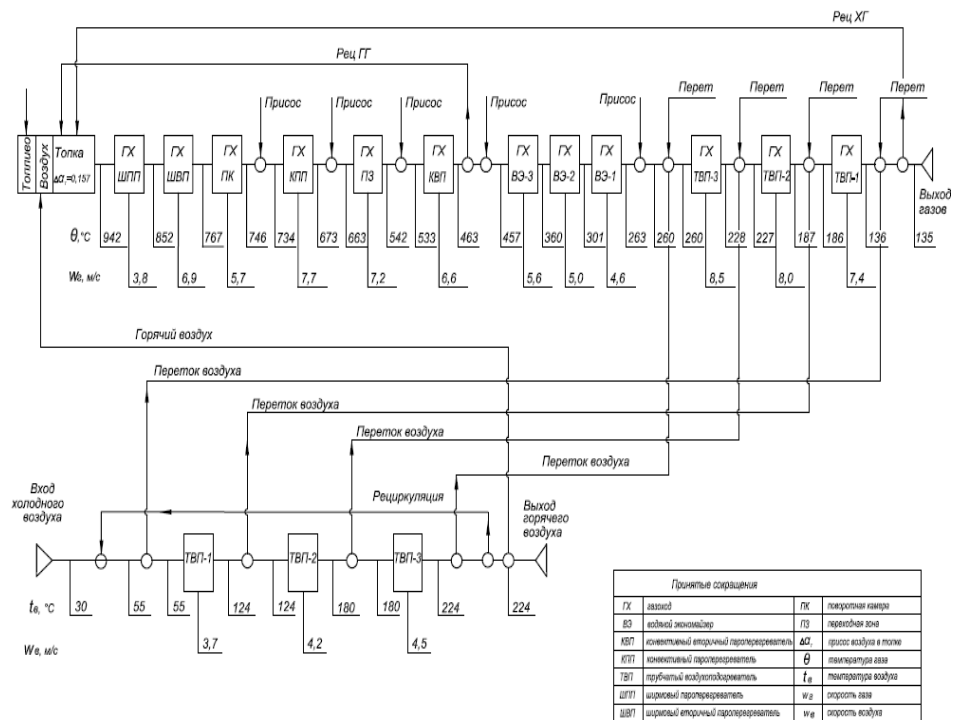 Рец ХГ
Рец ГГ
Присос Присос Присос Присос Присос Перет Перет Перет Перет
Топливо
Воздух
Топка
Δα =0,157
ГХ ШПП
ГХ ШВП
ГХ ПК
ГХ КПП
ГХ ПЗ
ГХ КВП
ГХ ВЭ-3
ГХ ВЭ-2
ГХ ВЭ-1
ГХ ТВП-3
ГХ ТВП-2
ГХ ТВП-1
Выход
газов
θ,°С 942 852 767 746 734 673 663 542 533 463 457 360 301 263 260 260 228 227 187 186 136 135
wг, м/с 3,8 6,9 5,7 7,7 7,2 6,6 5,6 5,0 4,6 8,5 8,0 7,4
Горячий воздух
Переток воздуха
Переток воздуха
Переток воздуха
Переток воздуха
Вход
холодного
воздуха
Рециркуляция
Выход
горячего
воздуха
ТВП-1 ТВП-2 ТВП-3
tв, °С 30 55 55 124 124 180 180 224 224
wв, м/с 3,7 4,2 4,5
Принятые сокращения
ГХ газоход ПК поворотная камера
ВЭ водяной экономайзер ПЗ переходная зона
КВП конвективный вторичный пароперегреватель Δα присос воздуха в топке
КПП конвективный пароперегреватель θ температура газа
ТВП трубчатый воздухоподогреватель tв температура воздуха
ШПП ширмовый пароперегреватель wг скорость газа
ШВП ширмовый вторичный пароперегреватель wв скорость воздуха